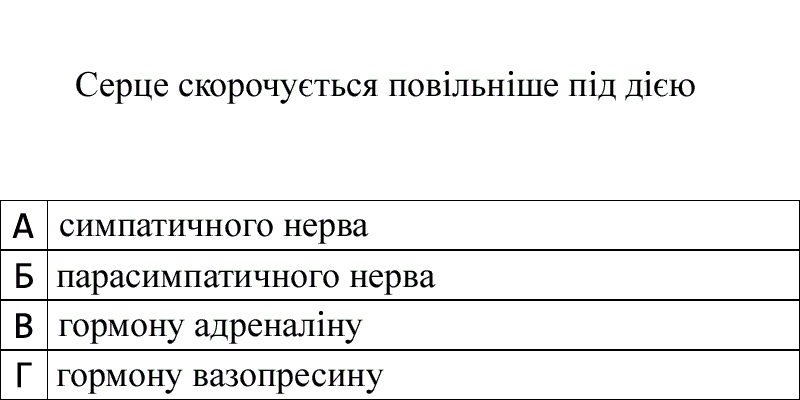 Серце скорочується повільніше під дією
А симпатичного нерва
Б парасимпатичного нерва
В гормону адреналіну
Г гормону вазопресину